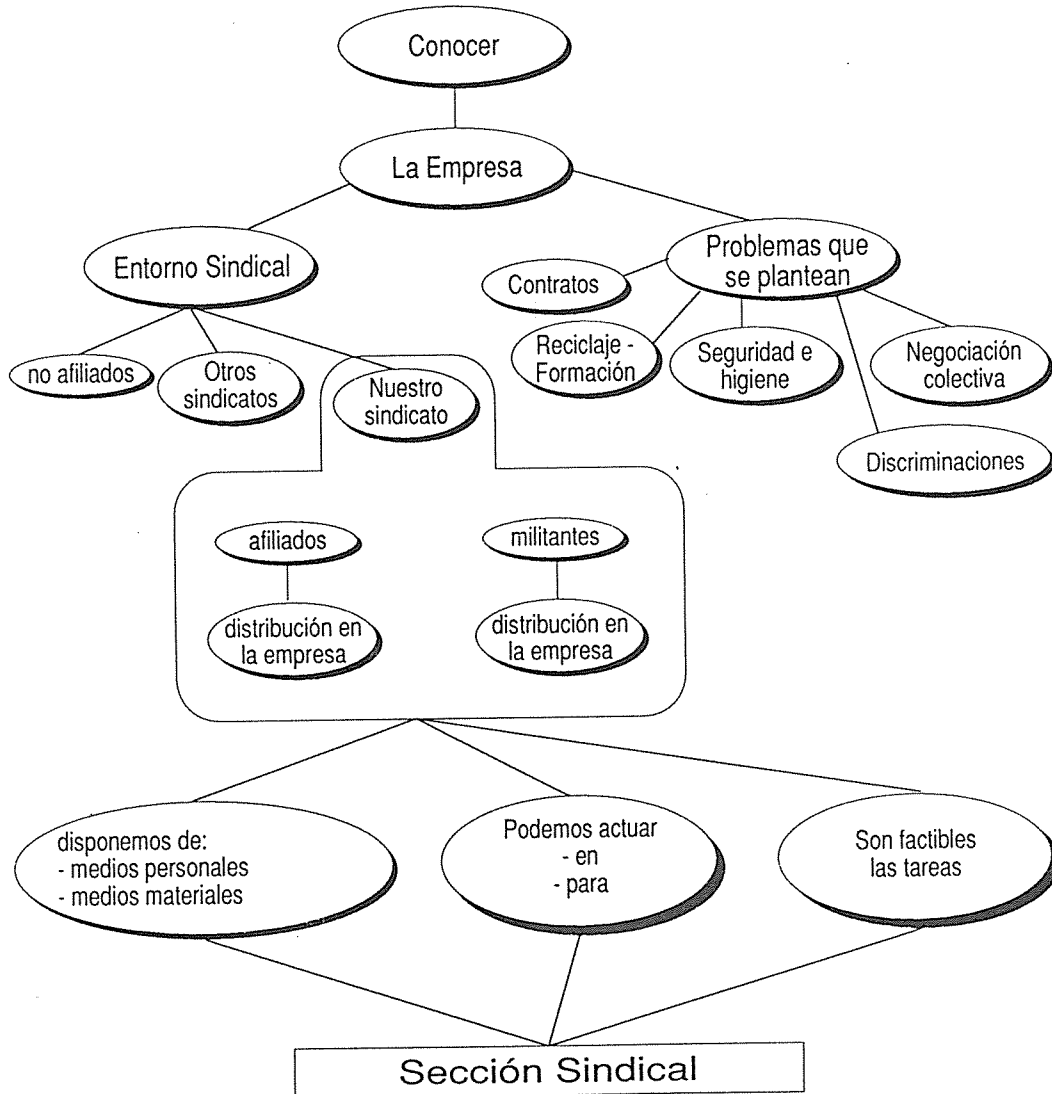 Conocer
La Empresa
Entorno Sindical
Problemas que
se plantean
Contratos
Reciclaje -
Formación
Seguridad e
higiene
Negociación
colectiva
Discriminaciones
no afiliados
Otros
sindicatos
Nuestro
sindicato
afiliados
militantes
distribución en
la empresa
distribución en
la empresa
disponemos de:
- medios personales
- medios materiales
Podemos actuar
- en
- para
Son factibles
las tareas
Sección Sindical